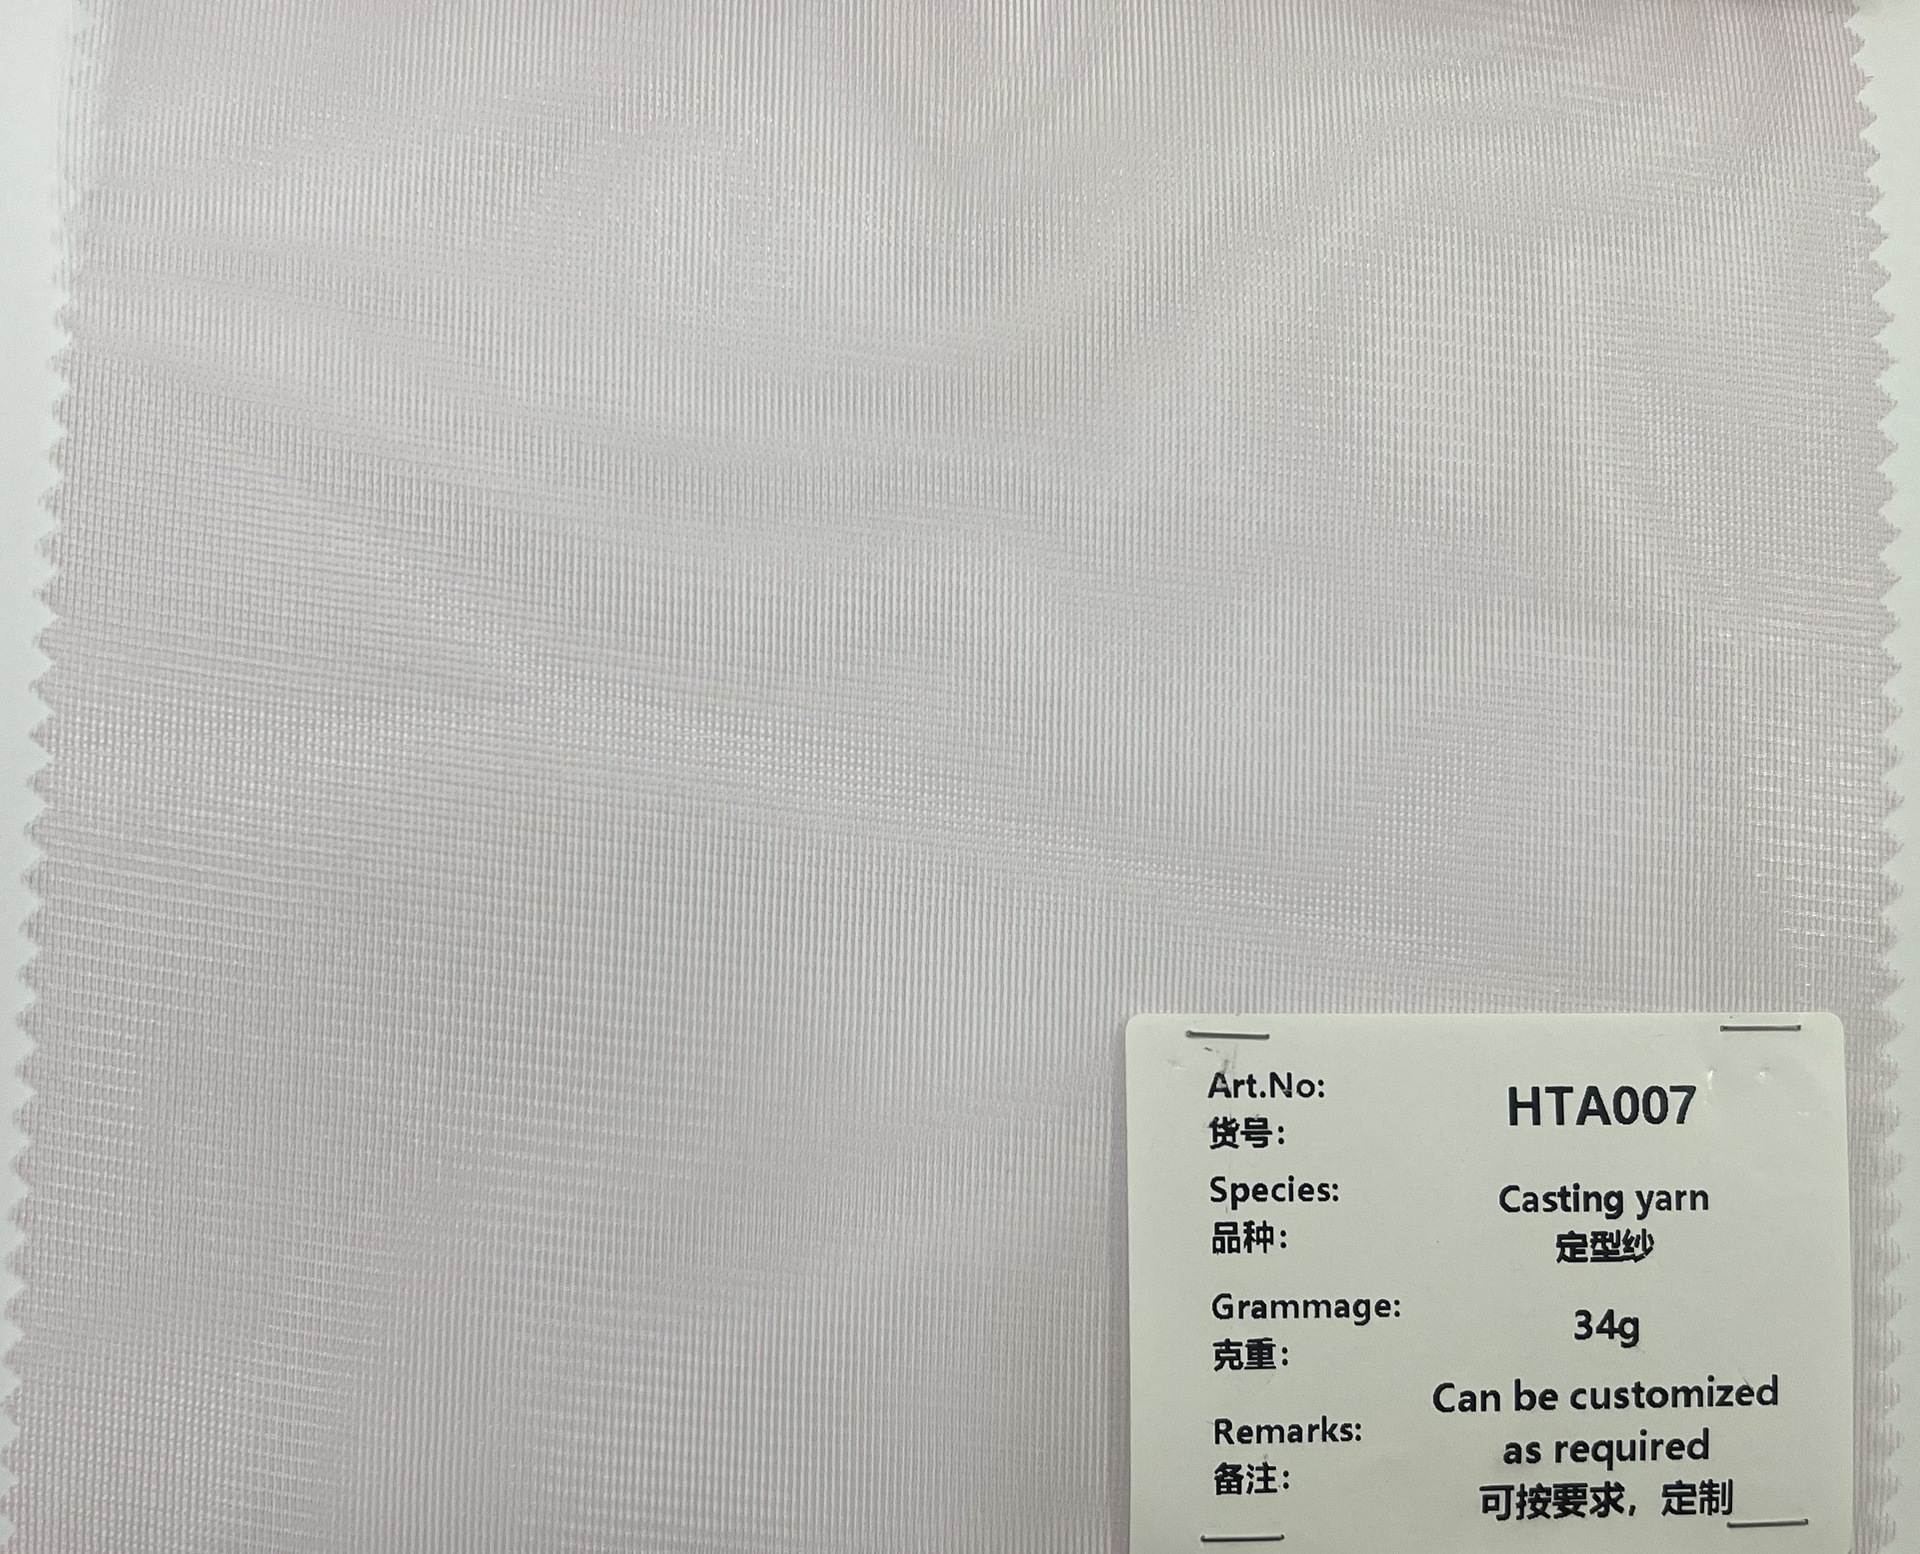 Art.No:
货号：
HTA007
Species:
品种：
Casting yarn
定型纱
Grammage:
克重：
34g
Remarks:
备注：
Can be customized
as required
可按要求，定制